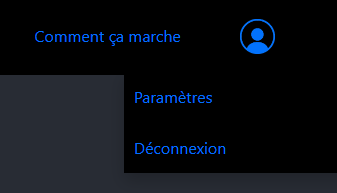 Comment ça marche
Paramètres
Déconnexion